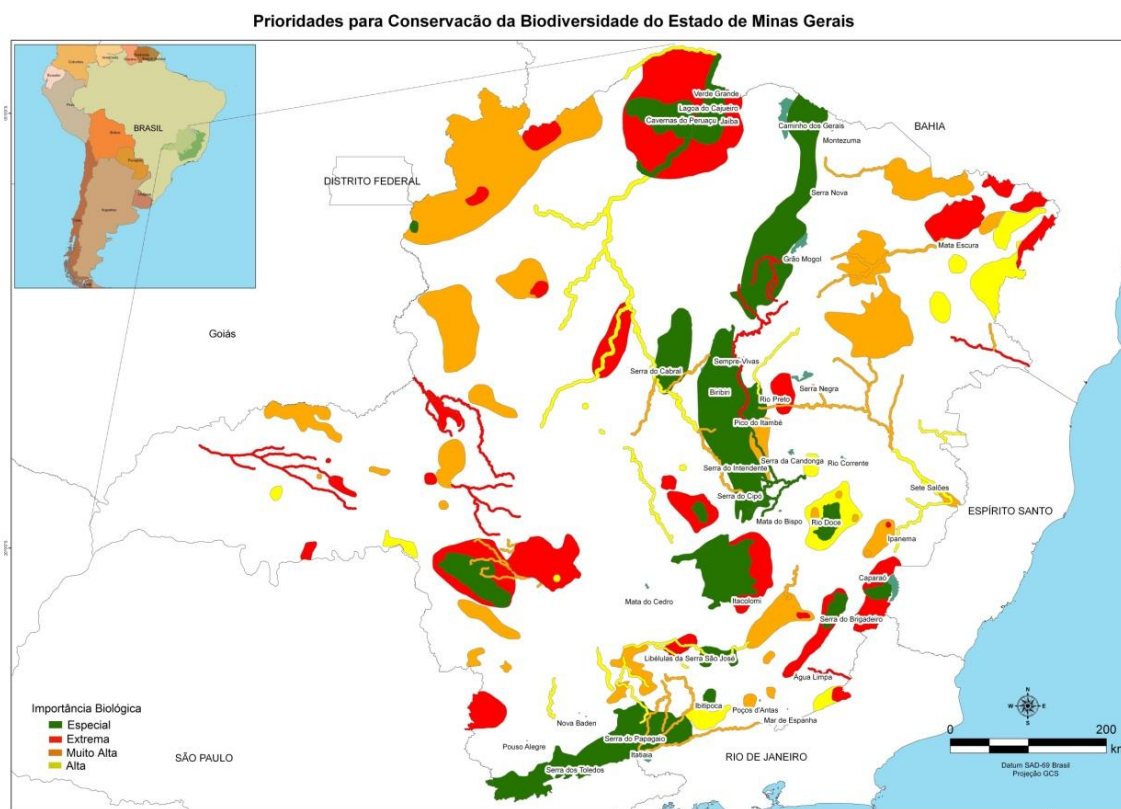 Prioridades para Conservacão da Biodiversidade do Estado de Minas Gerais
BRASIL
DISTRITO FEDERAL
Goiás
BAHIA
Verde Grande
Lagoa do Cajueiro
Cavernas do Peruaçu Jaíba
Caminho dos Gerais
Montezuma
Serra Nova
Mata Escura
Grão Mogol
Sempre-Vivas
Serra do Cabral
Biribiri
Rio Preto
Serra Negra
Pico do Itambé
Serra da Candonga
Rio Corrente
Serra do Intendente
Serra do Cipó
Sete Salões
Mata do Bispo
Rio Doce
ESPÍRITO SANTO
Ipanema
Caparaó
Mata do Cedro
Itacolomi
Serra do Brigadeiro
Libélulas da Serra São José
Água Limpa
Ibitipoca
Poços d'Antas
Nova Baden
Mar de Espanha
Serra do Papagaio
Pouso Alegre
Itatiaia
Serra dos Toledos
SÃO PAULO
RIO DE JANEIRO
Importância Biológica
Especial
Extrema
Muito Alta
Alta
N
W E
S
0 200
km
Datum SAD-69 Brasil
Projeção GCS